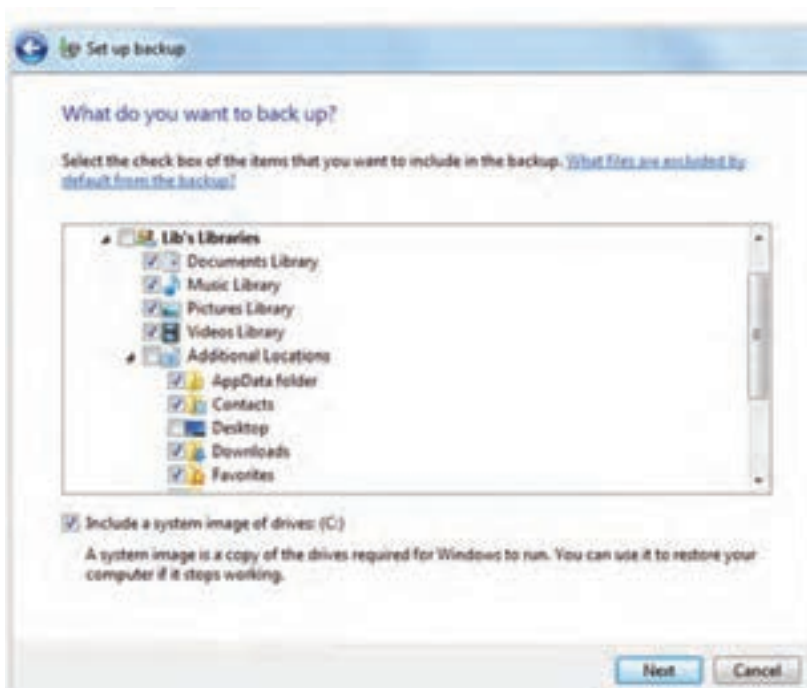 Set up backup
What do you want to back up?
Select the check box of the items that you want to include in the backup. What files are excluded by
default from the backup?
Lib's Libraries
Documents Library
Music Library
Pictures Library
Videos Library
Additional Locations
AppData folder
Contacts
Desktop
Downloads
Favorites
Include a system image of drives: (C:)
A system image is a copy of the drives required for Windows to run. You can use it to restore your
computer if it stops working.
Next
Cancel